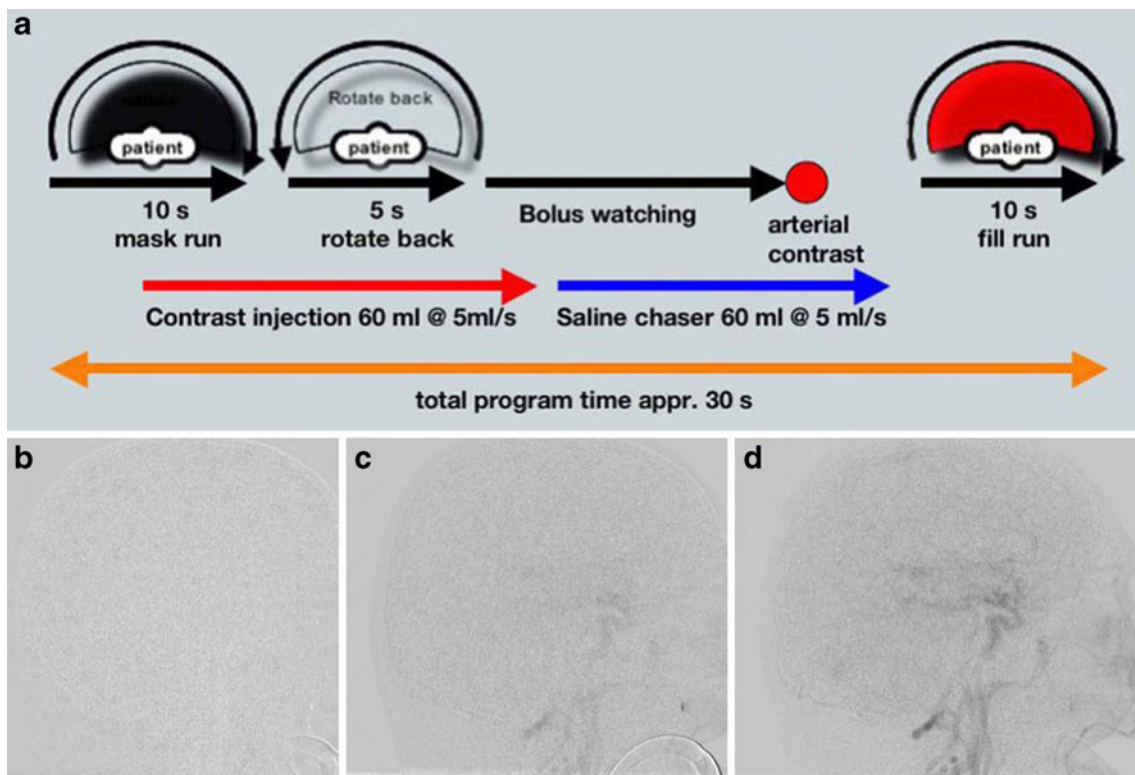 a
Rotate back
patient
patient
patient
10 s
mask run
5 s
rotate back
Bolus watching
arterial
contrast
10 s
fill run
Contrast injection 60 ml @ 5ml/s
Saline chaser 60 ml @ 5 ml/s
total program time appr. 30 s
b
c
d